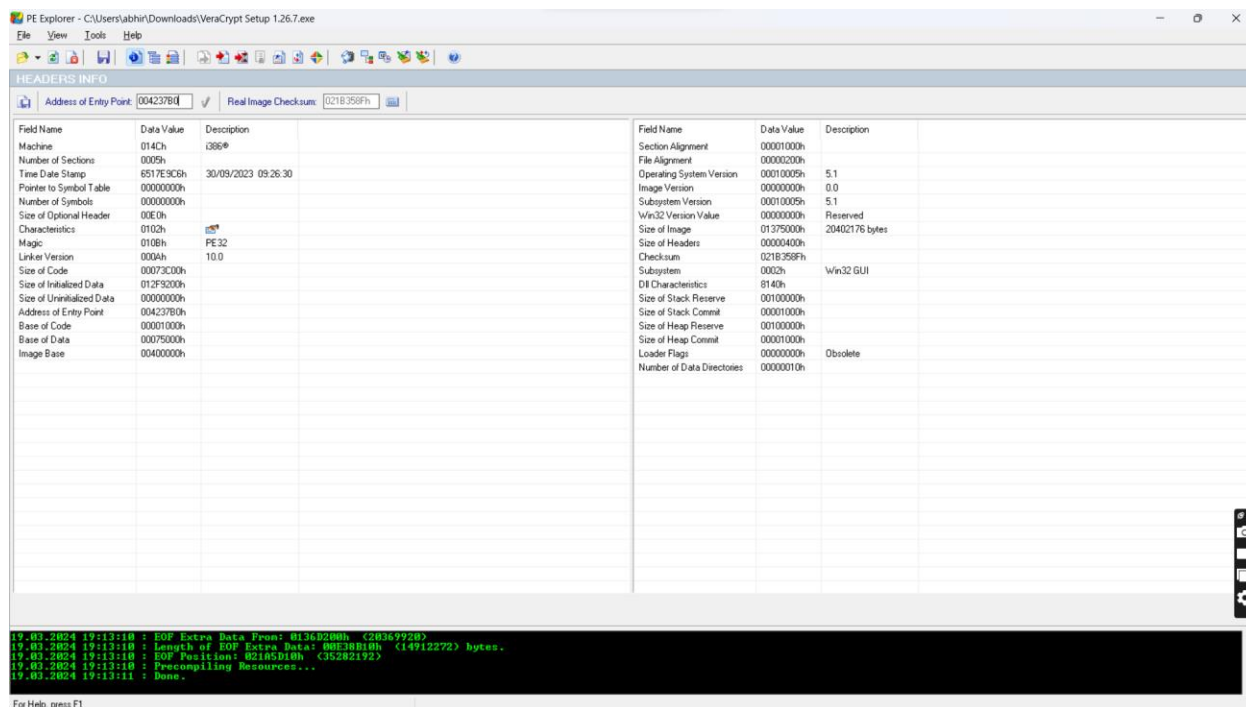 PE Explorer - C:\Users\abhir\Downloads\VeraCrypt Setup 1.26.7.exe
File View Tools Help
HEADERS INFO
Address of Entry Point: 004237B0 Real Image Checksum: 021B358Fh
Field Name Data Value Description
Machine 014Ch i386®
Number of Sections 0005h
Time Date Stamp 6517E9C6h 30/09/2023 09:26:30
Pointer to Symbol Table 00000000h
Number of Symbols 00000000h
Size of Optional Header 00E0h
Characteristics 0102h
Magic 010Bh PE32
Linker Version 000Ah 10.0
Size of Code 00073C00h
Size of Initialized Data 012F9200h
Size of Uninitialized Data 00000000h
Address of Entry Point 004237B0h
Base of Code 00001000h
Base of Data 00075000h
Image Base 00400000h
Field Name Data Value Description
Section Alignment 00001000h
File Alignment 00000200h
Operating System Version 00010005h 5.1
Image Version 00000000h 0.0
Subsystem Version 00010005h 5.1
Win32 Version Value 00000000h Reserved
Size of Image 01375000h 20402176 bytes
Size of Headers 00000400h
Checksum 021B358Fh
Subsystem 0002h Win32 GUI
Dll Characteristics 8140h
Size of Stack Reserve 00100000h
Size of Stack Commit 00001000h
Size of Heap Reserve 00100000h
Size of Heap Commit 00001000h
Loader Flags 00000000h Obsolete
Number of Data Directories 00000010h
19.03.2024 19:13:10 : EOF Extra Data From: 0136D200h (20369920)
19.03.2024 19:13:10 : Length of EOF Extra Data: 00E38B10h (14912272) bytes.
19.03.2024 19:13:10 : EOF Position: 021A5D10h (35282192)
19.03.2024 19:13:10 : Precompiling Resources...
19.03.2024 19:13:11 : Done.
For Help, press F1